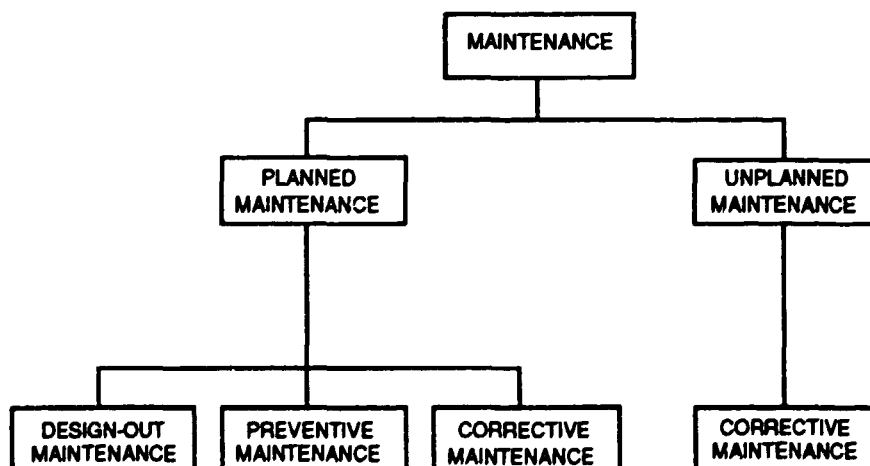 MAINTENANCE
PLANNED
MAINTENANCE
UNPLANNED
MAINTENANCE
DESIGN-OUT
MAINTENANCE
PREVENTIVE
MAINTENANCE
CORRECTIVE
MAINTENANCE
CORRECTIVE
MAINTENANCE